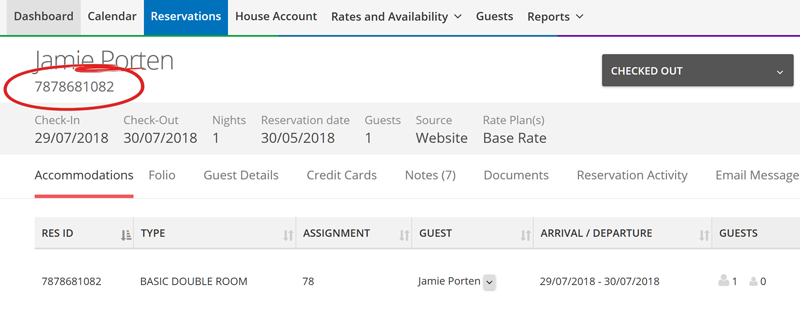 Dashboard Calendar Reservations House Account Rates and Availability Guests Reports
Jamie Porten
7878681082
CHECKED OUT
Check-In Check-Out Nights Reservation date Guests Source Rate Plan(s)
29/07/2018 30/07/2018 1 30/05/2018 1 Website Base Rate
Accommodations Folio Guest Details Credit Cards Notes (7) Documents Reservation Activity Email Message
RES ID TYPE ASSIGNMENT GUEST ARRIVAL / DEPARTURE GUESTS
7878681082 BASIC DOUBLE ROOM 78 Jamie Porten 29/07/2018 - 30/07/2018 1 0